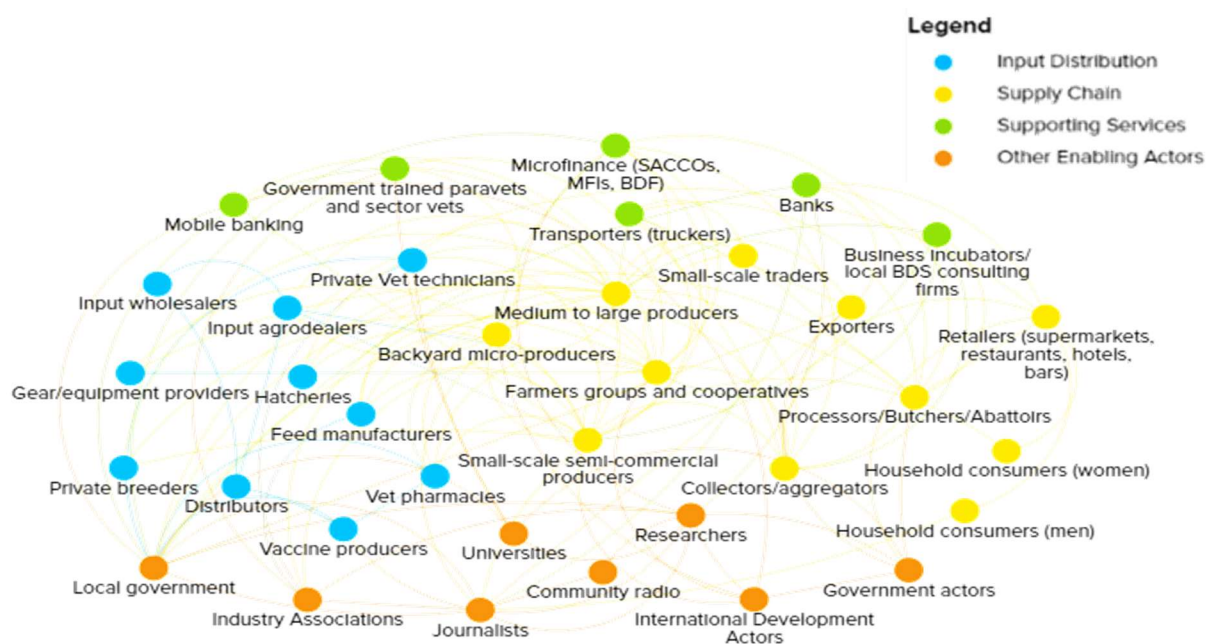 Legend
Input Distribution
Supply Chain
Supporting Services
Other Enabling Actors
Microfinance (SACCOs,
MFIs, BDF)
Government trained paravets
and sector vets
Banks
Mobile banking
Transporters (truckers)
Business Incubators/
local BDS consulting
firms
Private Vet technicians
Small-scale traders
Input wholesalers
Medium to large producers
Input agrodealers
Exporters
Retailers (supermarkets,
restaurants, hotels,
bars)
Backyard micro-producers
Gear/equipment providers
Hatcheries
Farmers groups and cooperatives
Processors/Butchers/Abattoirs
Feed manufacturers
Small-scale semi-commercial
producers
Household consumers (women)
Private breeders
Collectors/aggregators
Distributors
Vet pharmacies
Household consumers (men)
Vaccine producers
Universities
Researchers
Local government
Community radio
Government actors
Industry Associations
Journalists
International Development
Actors